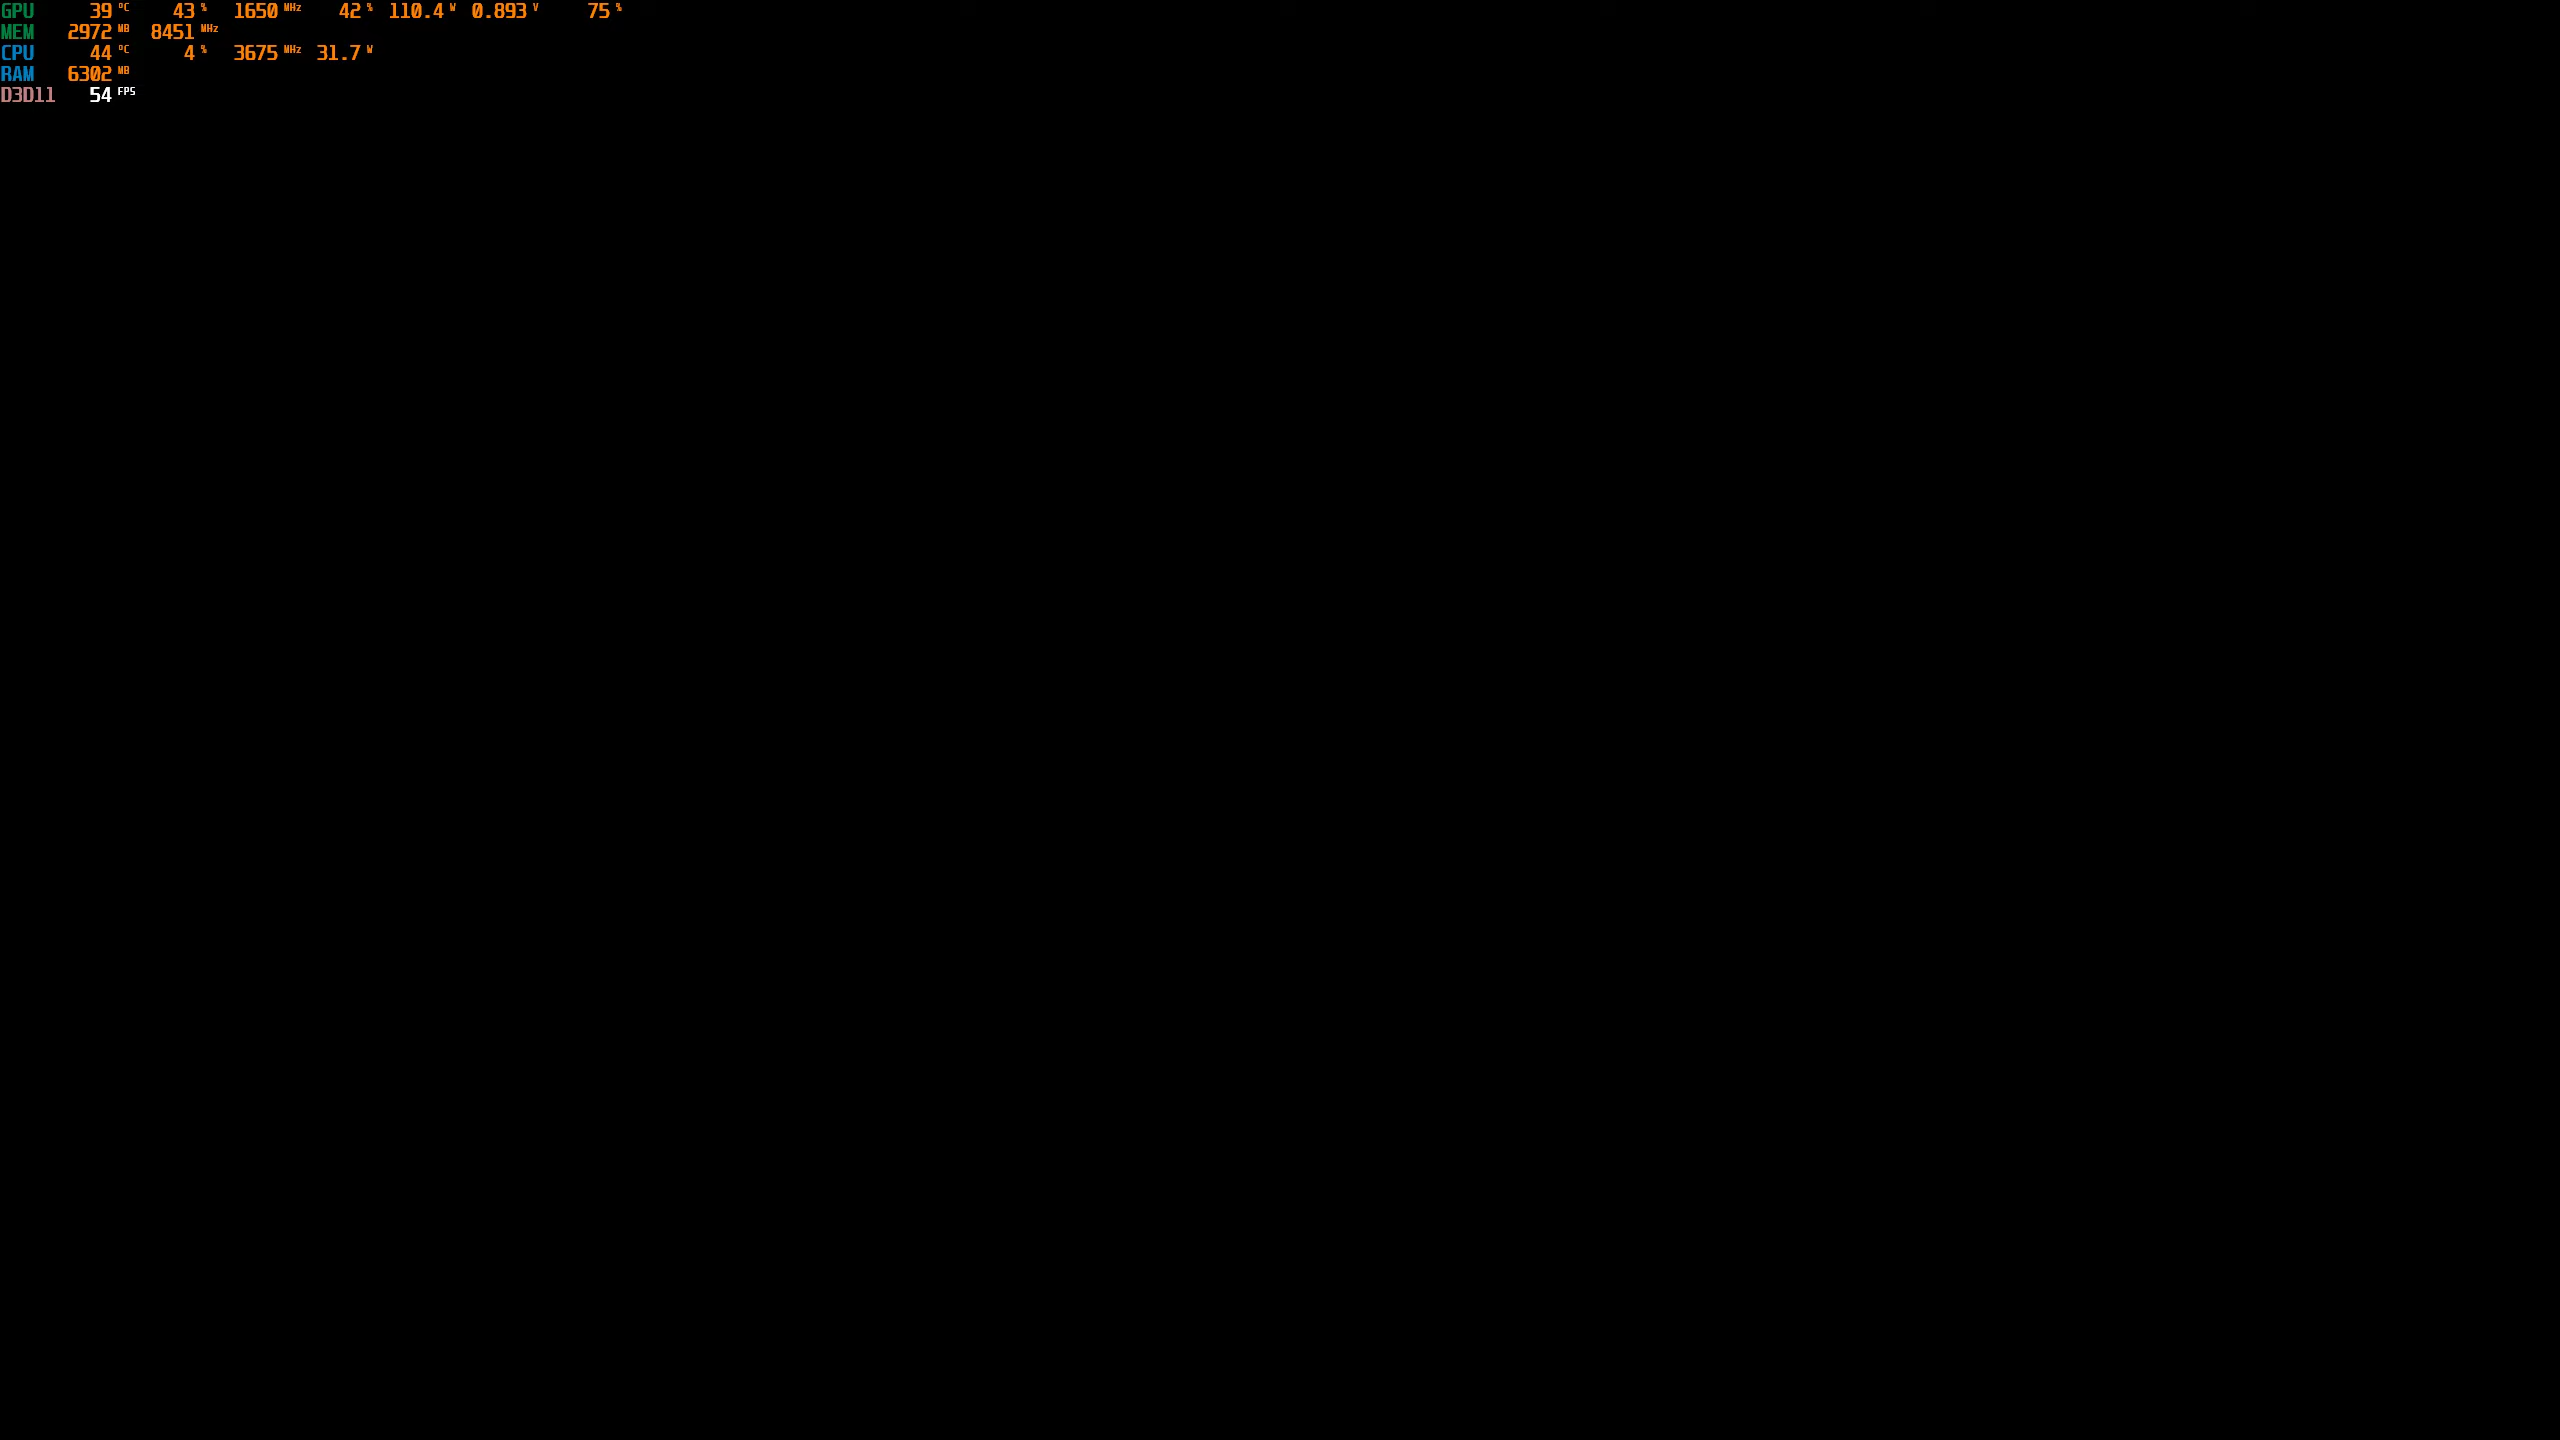 GPU 39 °C 43 % 1650 MHz 42 % 110.4 W 0.893 V 75 %
MEM 2972 MB 8451 MHz
CPU 44 °C 4 % 3675 MHz 31.7 W
RAM 6302 MB
D3D11 54 FPS